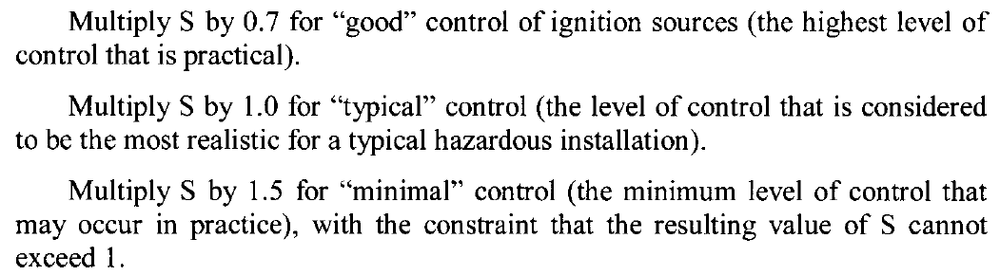 Multiply S by 0.7 for “good” control of ignition sources (the highest level of
control that is practical).
Multiply S by 1.0 for “typical” control (the level of control that is considered
to be the most realistic for a typical hazardous installation).
Multiply S by 1.5 for “minimal” control (the minimum level of control that
may occur in practice), with the constraint that the resulting value of S cannot
exceed 1.